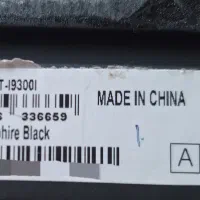 T-I9300I
336659
hire Black
MADE IN CHINA
A